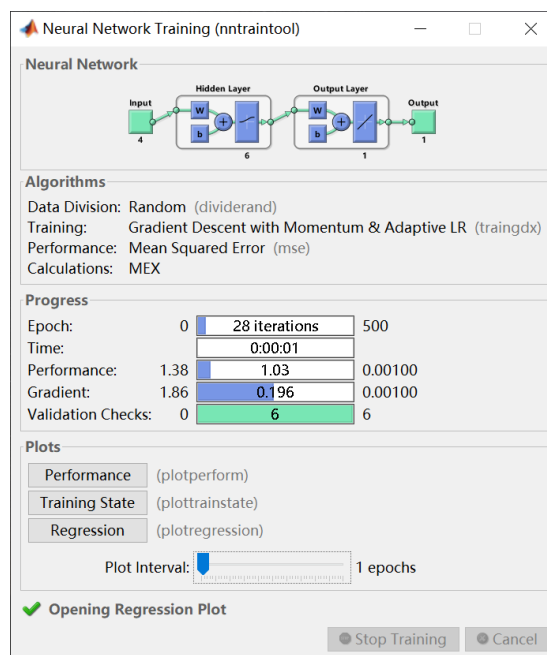 Neural Network Training (nntraintool)
Neural Network
Hidden Layer
Output Layer
Input
Output
W
W
b
b
4
6
1
1
Algorithms
Data Division: Random (dividerand)
Training: Gradient Descent with Momentum & Adaptive LR (traingdx)
Performance: Mean Squared Error (mse)
Calculations: MEX
Progress
Epoch: 0 28 iterations 500
Time: 0:00:01
Performance: 1.38 1.03 0.00100
Gradient: 1.86 0.196 0.00100
Validation Checks: 0 6 6
Plots
Performance (plotperform)
Training State (plottrainstate)
Regression (plotregression)
Plot Interval: 1 epochs
Opening Regression Plot
Stop Training Cancel